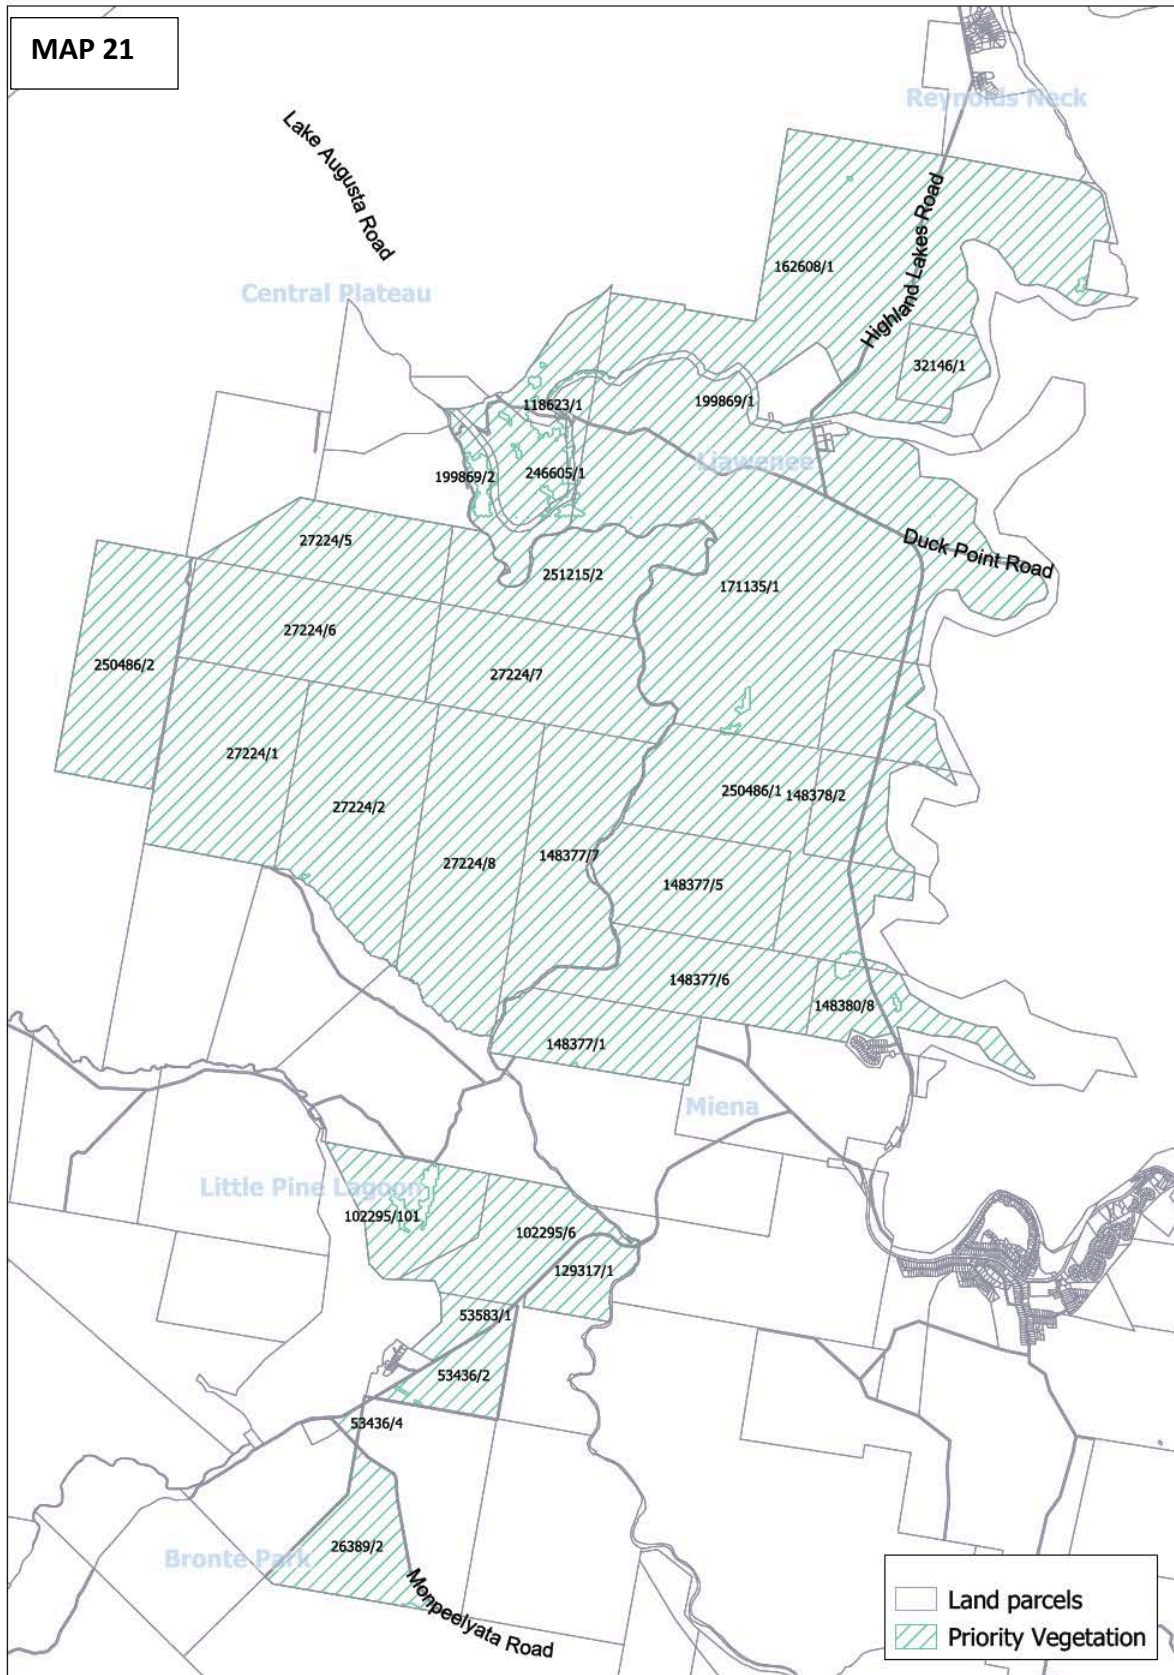 MAP 21
Reynolds Neck
Lake Augusta Road
Highland Lakes Road
162608/1
Central Plateau
32146/1
118623/1
199869/1
Liawenee
199869/2
246605/1
27224/5
Duck Point Road
251215/2
171135/1
27224/6
250486/2
27224/7
27224/1
250486/1
148378/2
27224/2
27224/8
148377/7
148377/5
148377/6
148380/8
148377/1
Miena
Little Pine Lagoon
102295/101
102295/6
129317/1
53583/1
53436/2
53436/4
26389/2
Bronte Park
Monpeelyata Road
Land parcels
Priority Vegetation